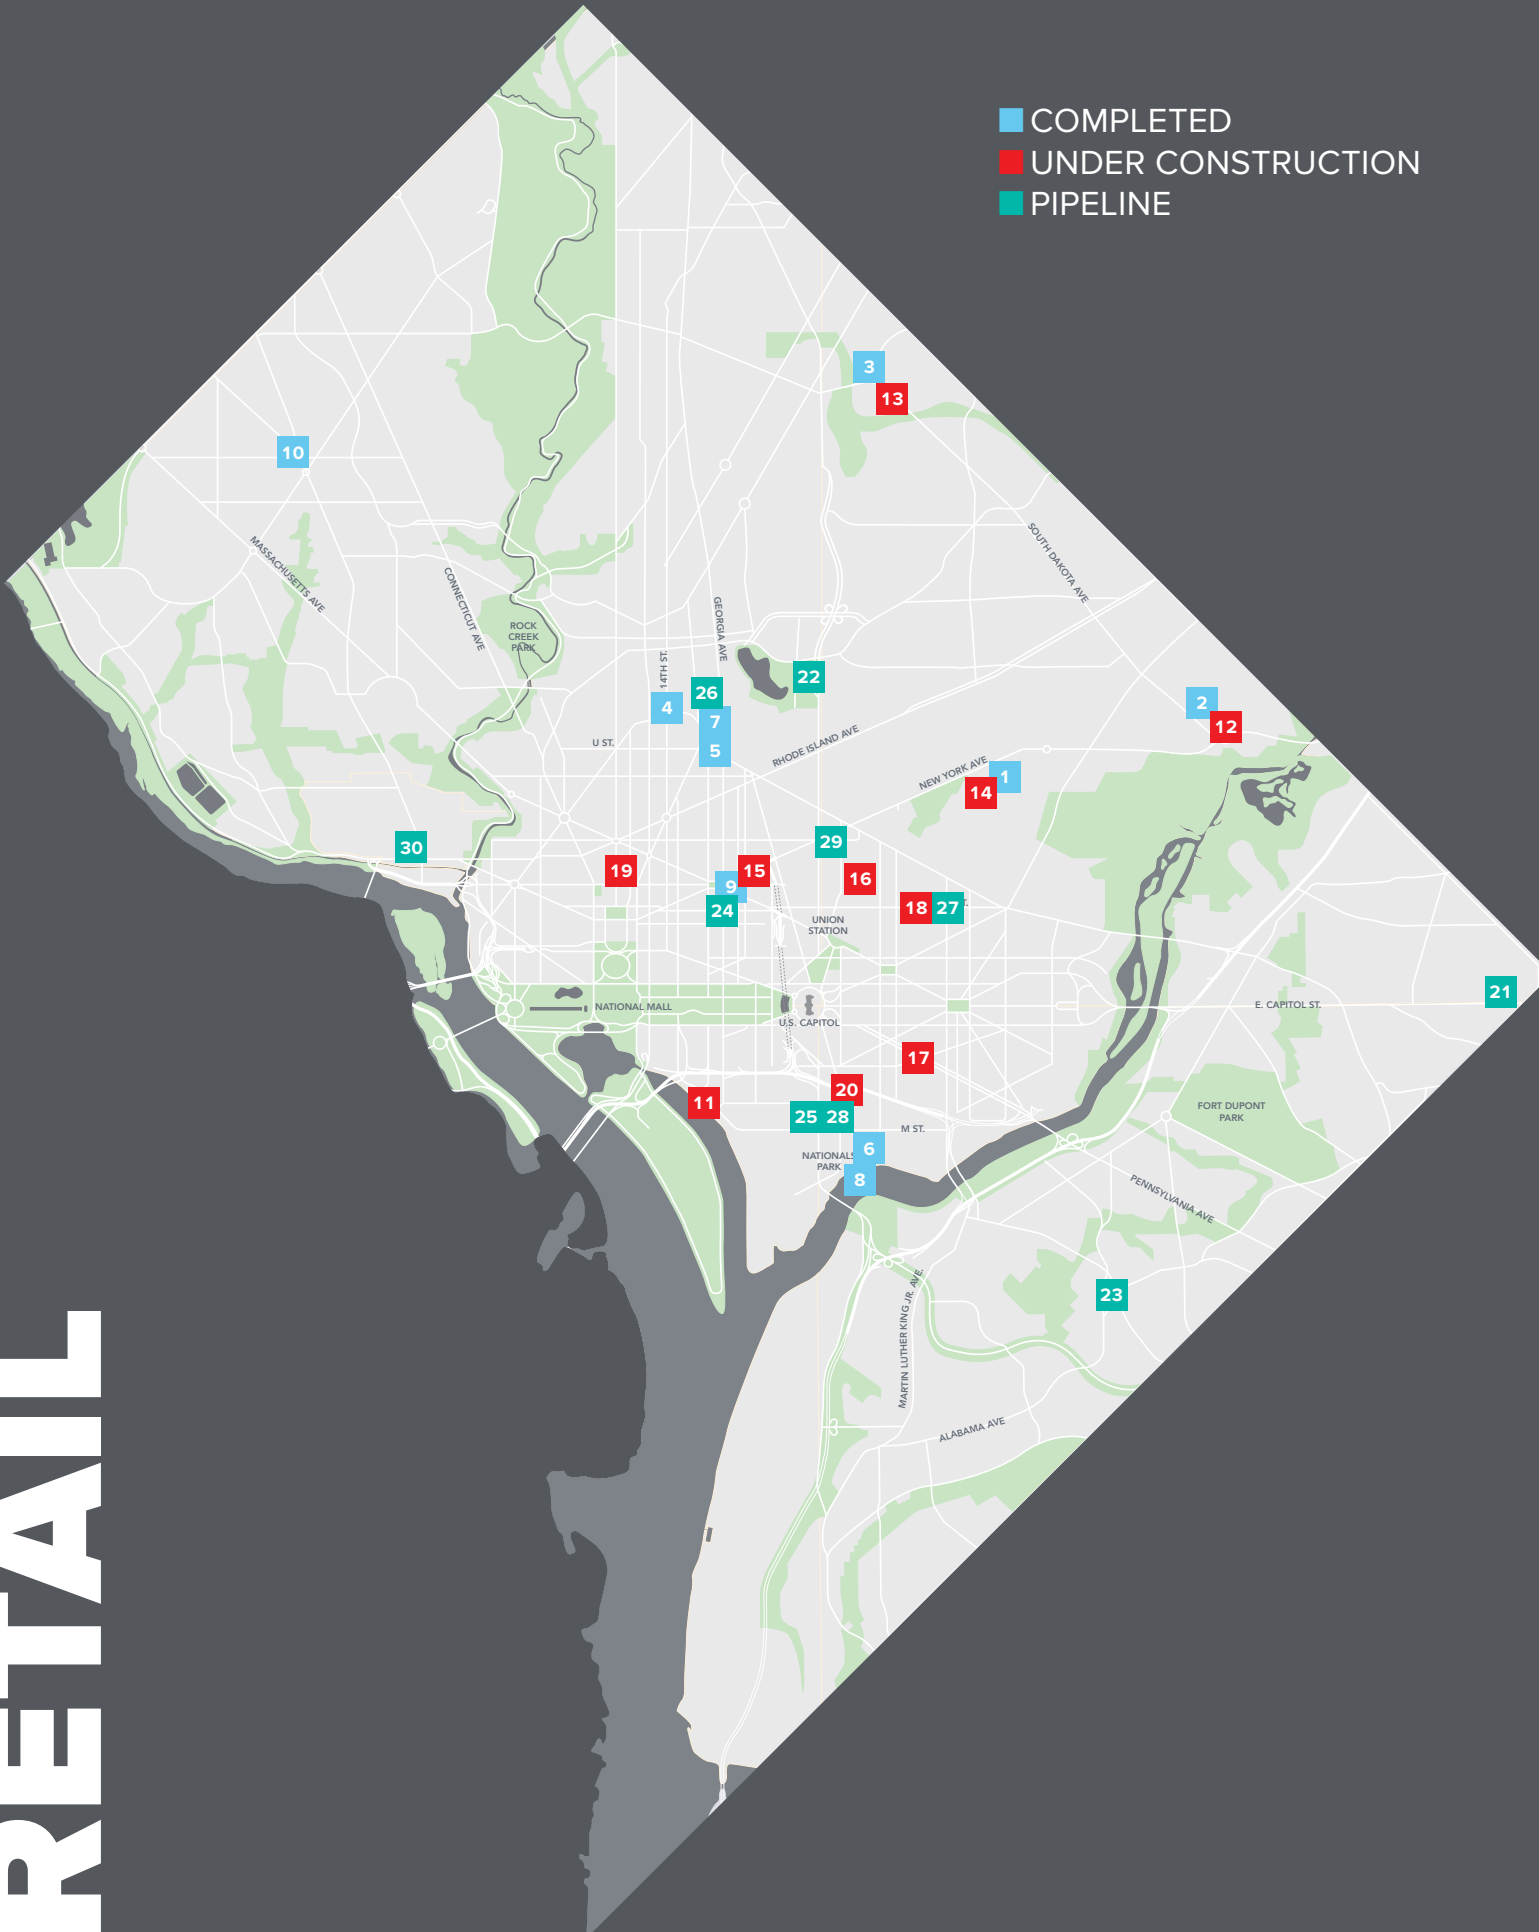 COMPLETED
UNDER CONSTRUCTION
PIPELINE
3
13
10
MASSACHUSETTS AVE
CONNECTICUT AVE
SOUTH DAKOTA AVE
ROCK
CREEK
PARK
GEORGIA AVE
14TH ST.
22
26
4
7
5
2
12
U ST.
RHODE ISLAND AVE
NEW YORK AVE
1
14
30
29
19
15
9
16
24
18
27
UNION
STATION
21
NATIONAL MALL
U.S. CAPITOL
E. CAPITOL ST.
17
20
11
25
28
FORT DUPONT
PARK
M ST.
6
NATIONALS
PARK
8
PENNSYLVANIA AVE
23
MARTIN LUTHER KING JR. AVE.
ALABAMA AVE
RETAIL